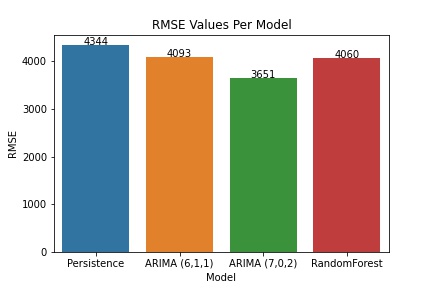 RMSE Values Per Model
4344
4093
3651
4060
4000
3000
2000
1000
0
RMSE
Persistence
ARIMA (6,1,1)
ARIMA (7,0,2)
RandomForest
Model